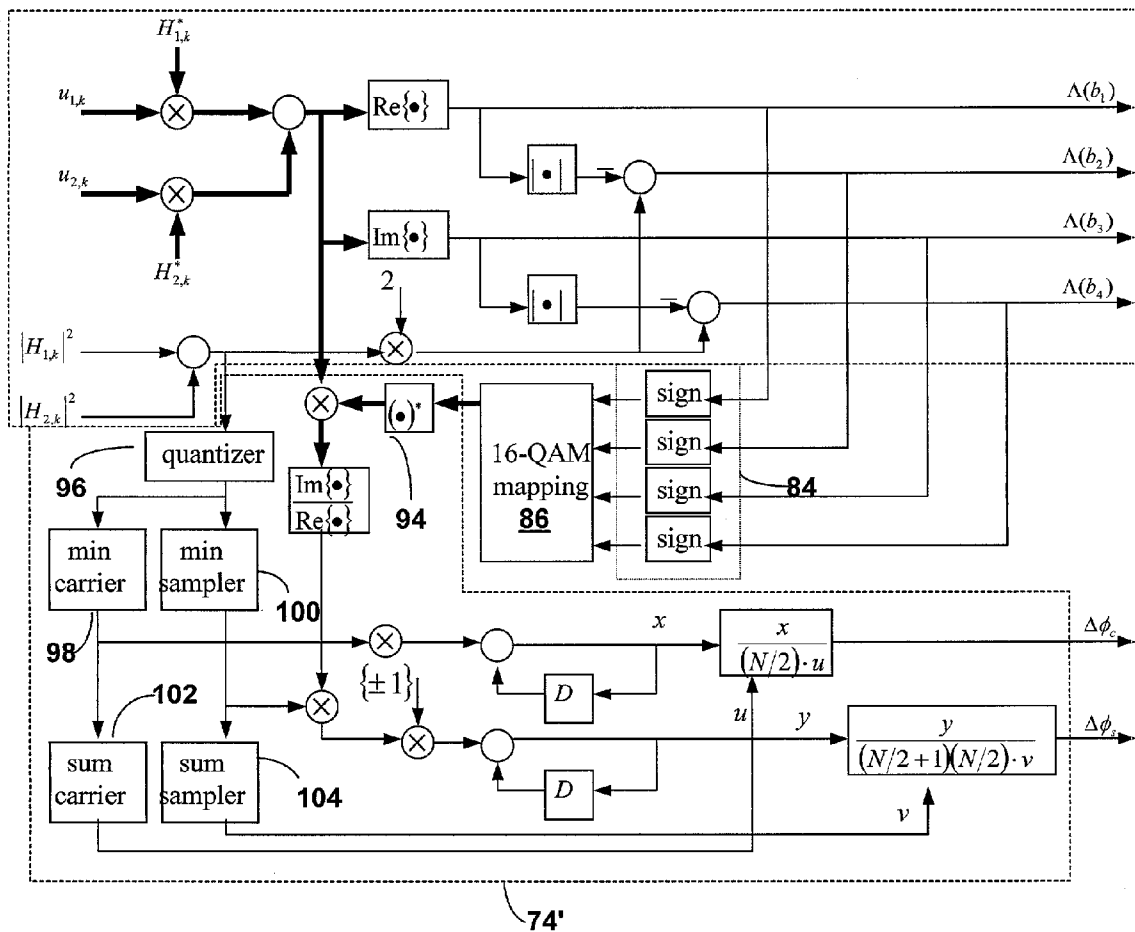 H*₁,ₖ
u₁,ₖ
×
Re{•}
Λ(b₁)
|•|
−
Λ(b₂)
u₂,ₖ
×
H*₂,ₖ
Im{•}
Λ(b₃)
2
|•|
−
Λ(b₄)
|H₁,ₖ|²
×
|H₂,ₖ|²
×
(•)*
94
16-QAM
mapping
86
sign
sign
sign
sign
84
quantizer
96
Im{•}
Re{•}
min
carrier
98
min
sampler
100
×
x
x
(N/2)·u
Δφc
{±1}
D
u
102
×
×
y
y
(N/2+1)(N/2)·v
Δφs
sum
carrier
sum
sampler
104
D
v
74'